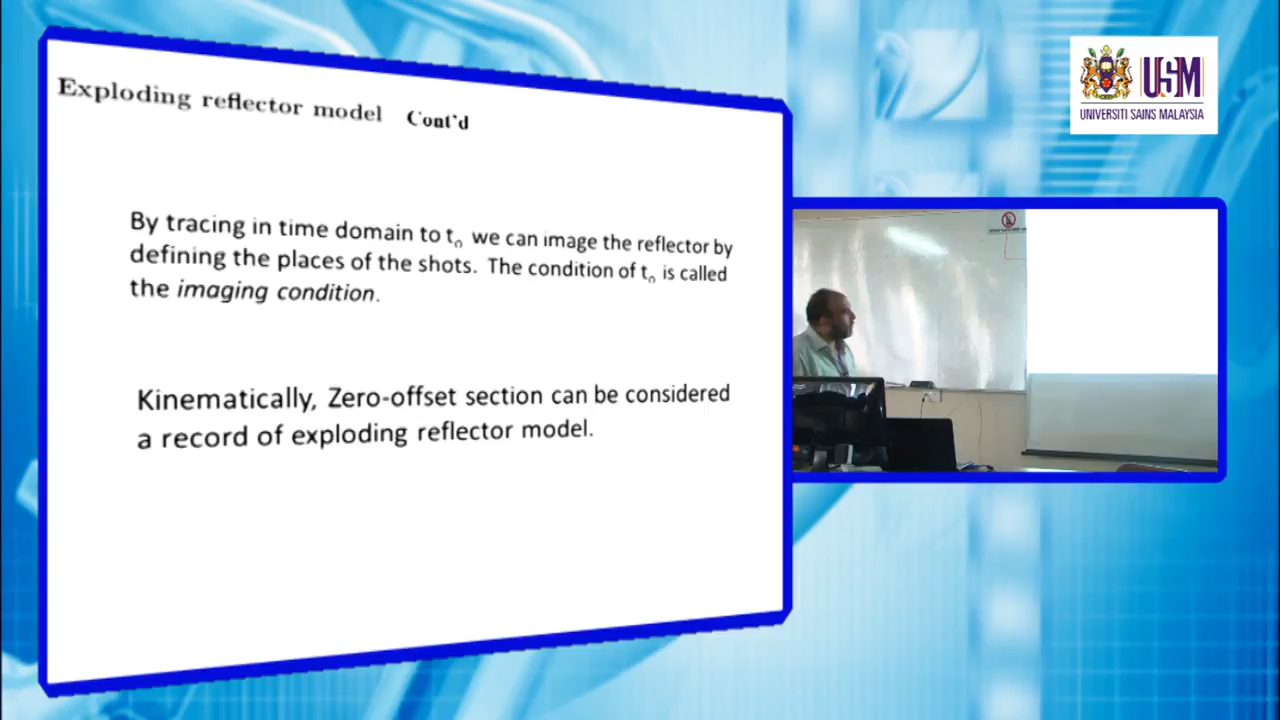 Exploding reflector model Cont'd
By tracing in time domain to tₒ we can image the reflector by
defining the places of the shots. The condition of tₒ is called
the imaging condition.
Kinematically, Zero-offset section can be considered
a record of exploding reflector model.
USM
UNIVERSITI SAINS MALAYSIA